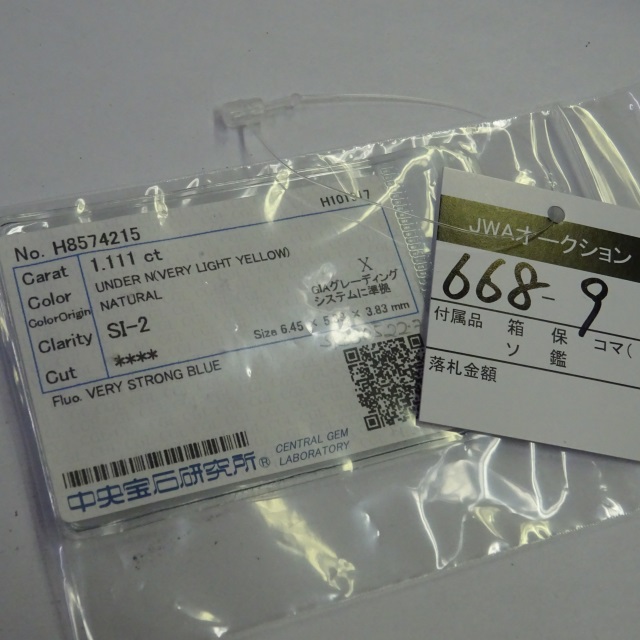 No. H8574215
Carat 1.111 ct
Color UNDER N(VERY LIGHT YELLOW)
ColorOrigin NATURAL
Clarity SI-2
Cut ****
X
GIAグレーディング
システムに準拠
Size 6.45 3.83 mm
Fluo. VERY STRONG BLUE
中央宝石研究所®
CENTRAL GEM
LABORATORY
JWAオークション
668-9
付属品 箱 保 コマ(
ソ 鑑
落札金額